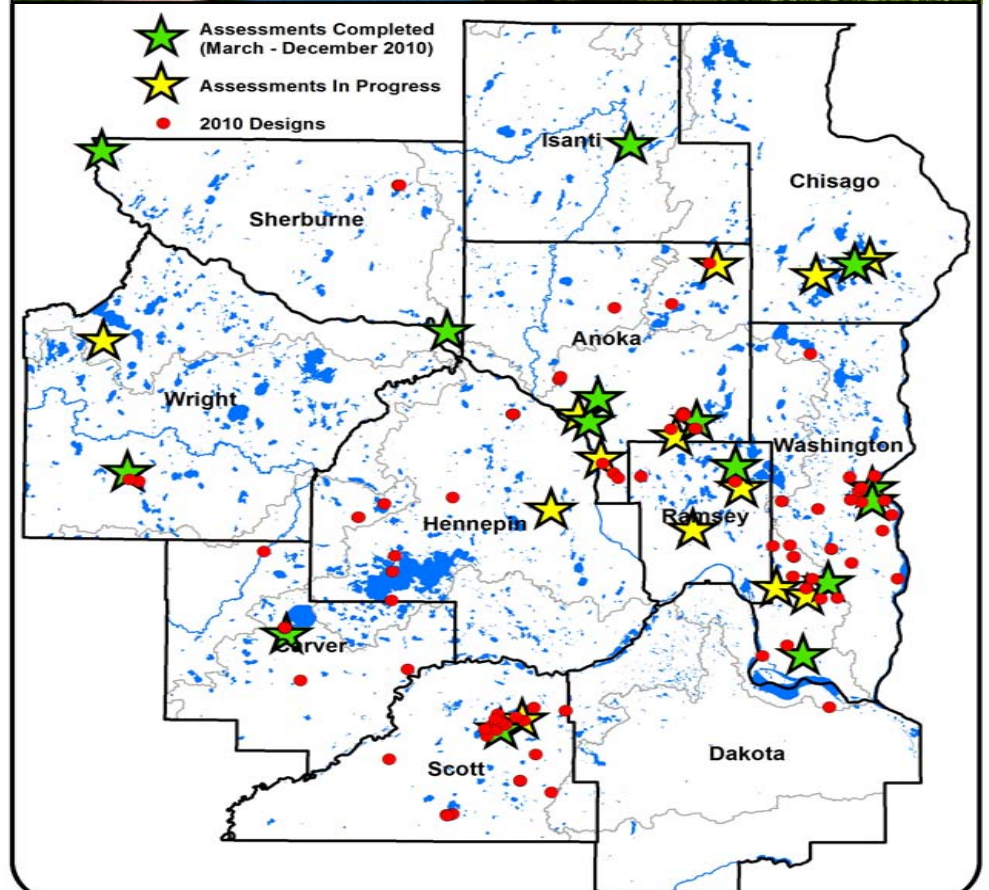 Assessments Completed
(March - December 2010)
Assessments In Progress
2010 Designs
Isanti
Chisago
Sherburne
Anoka
Wright
Washington
Hennepin
Ramsey
Carver
Scott
Dakota